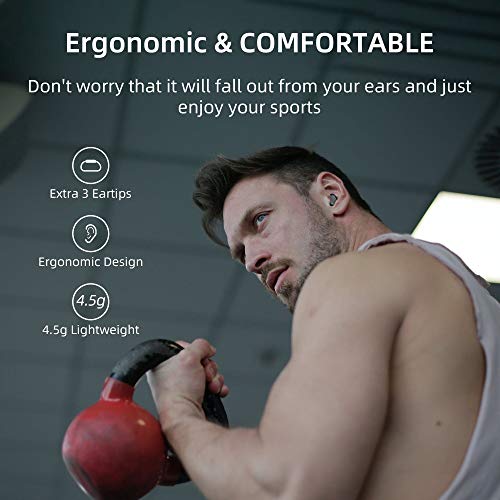 Ergonomic & COMFORTABLE
Don't worry that it will fall out from your ears and just
enjoy your sports
Extra 3 Eartips
Ergonomic Design
4.5g
4.5g Lightweight